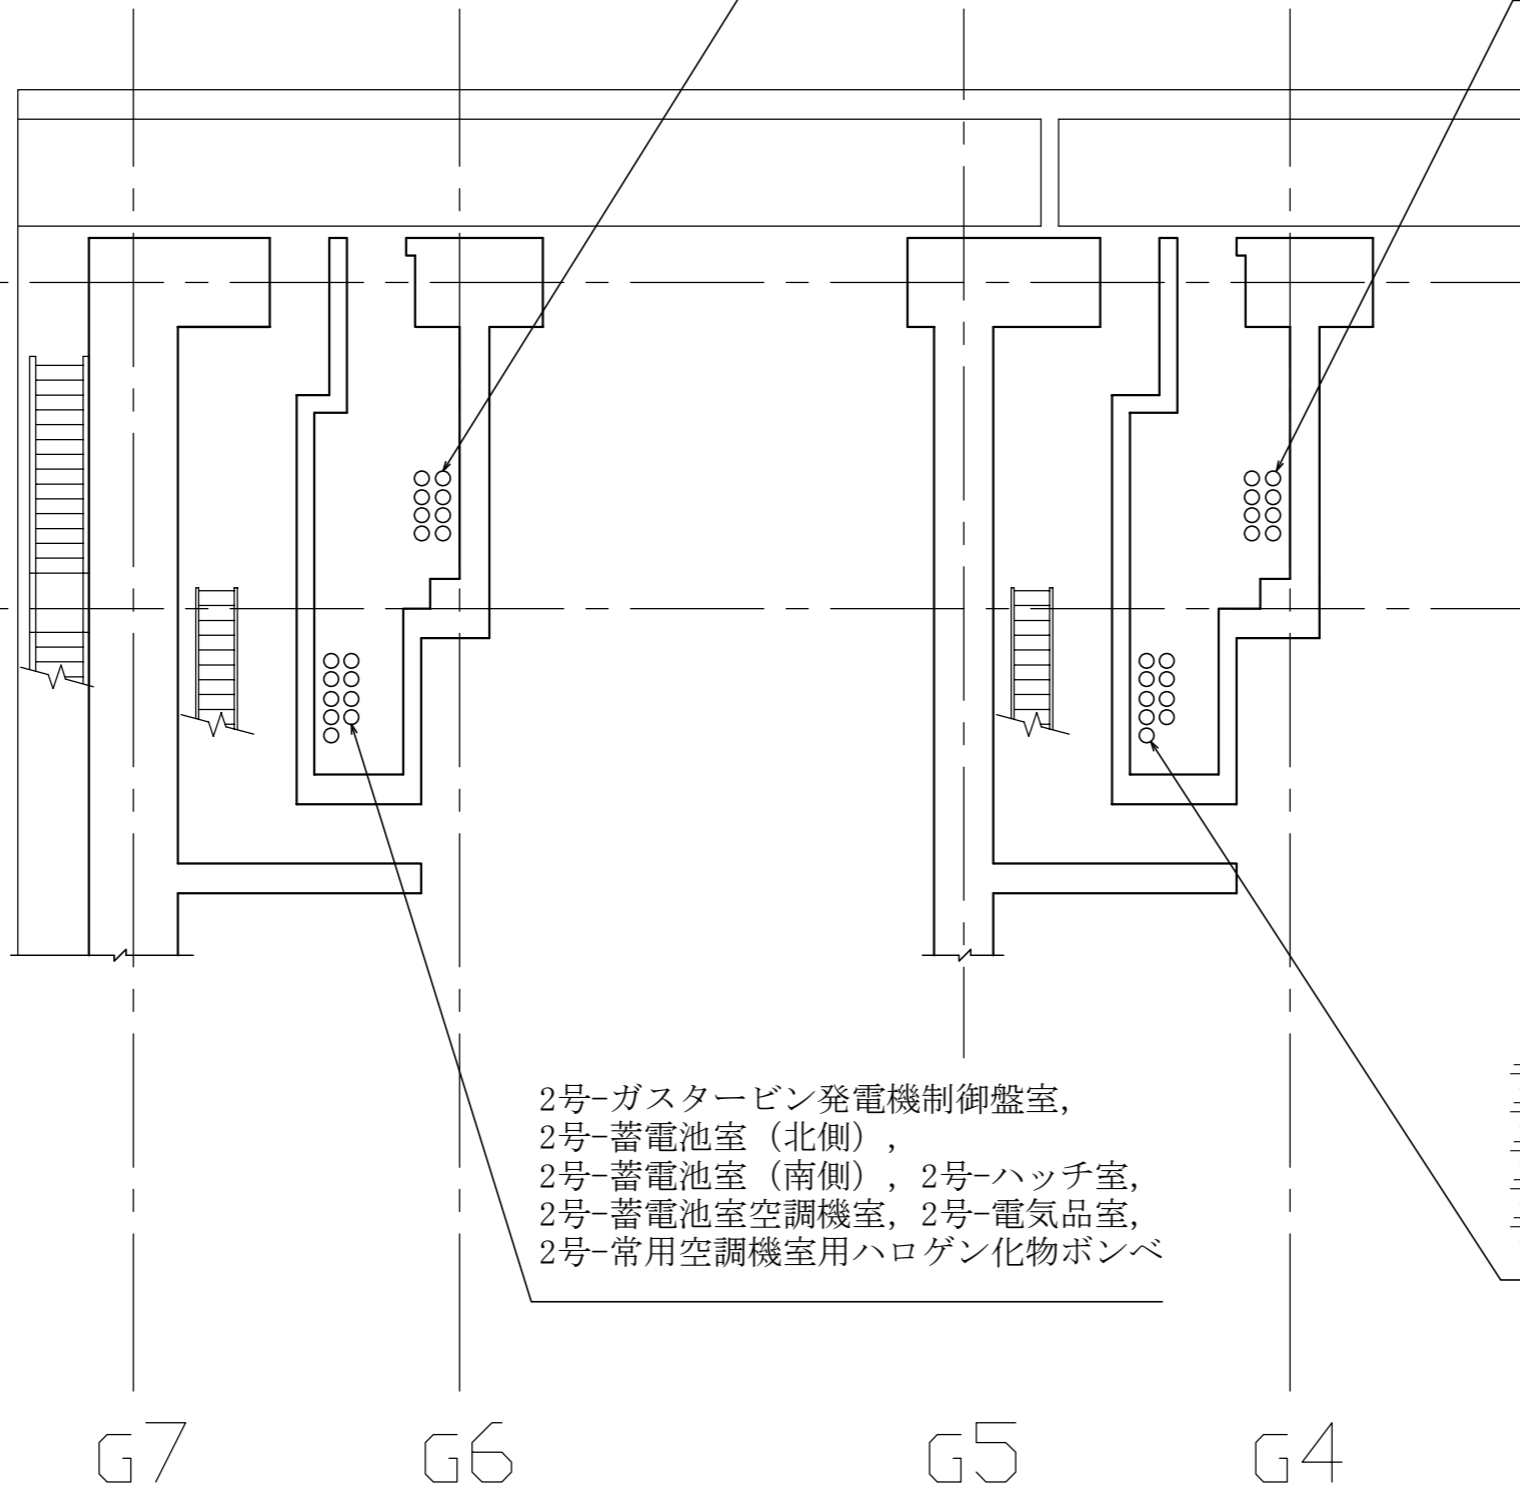 2号-ガスタービン発電機制御盤室,
2号-蓄電池室（北側）,
2号-蓄電池室（南側）, 2号-ハッチ室,
2号-蓄電池室空調機室, 2号-電気品室,
2号-常用空調機室用ハロゲン化物ボンベ
G7 G6 G5 G4